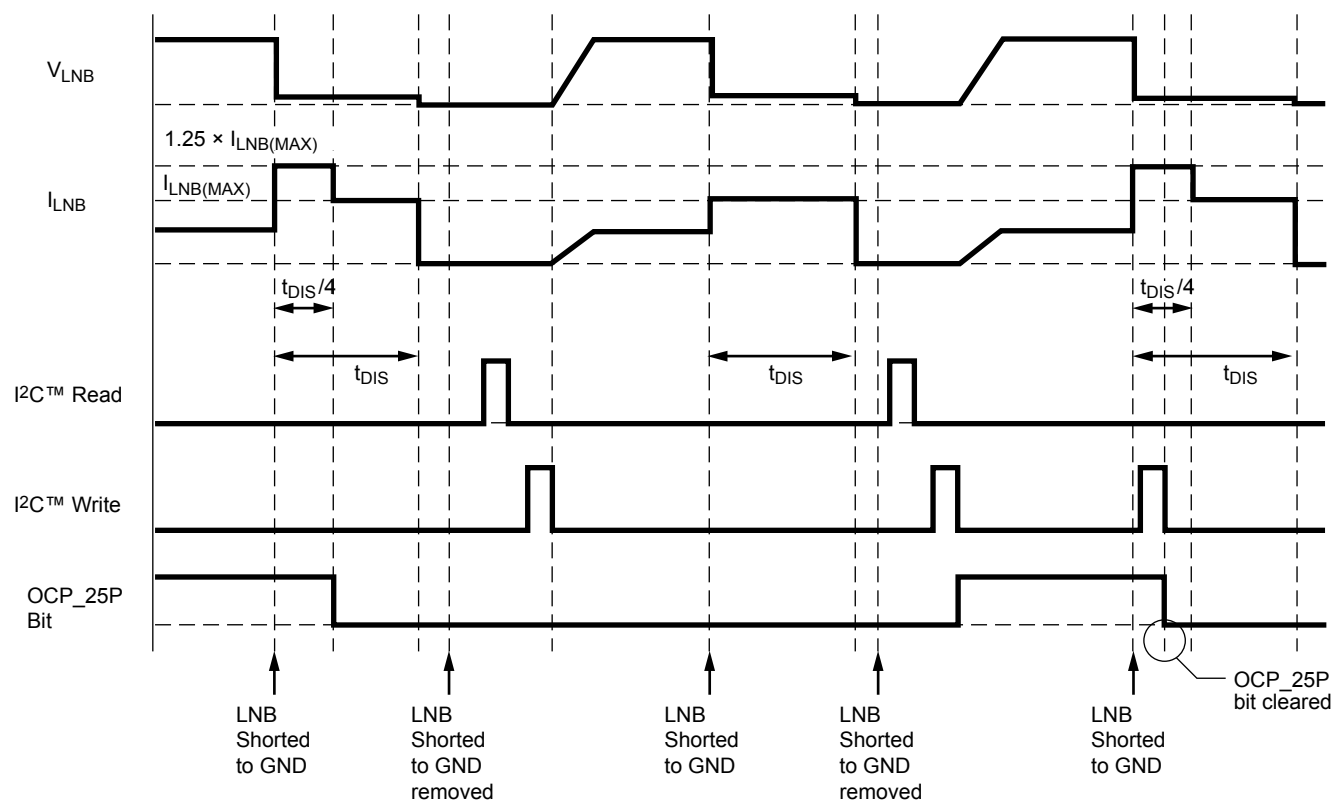 VLNB
1.25 × ILNB(MAX)
ILNB(MAX)
ILNB
tDIS/4
tDIS/4
tDIS
tDIS
tDIS
I²C™ Read
I²C™ Write
OCP_25P
Bit
LNB
Shorted
to GND
LNB
Shorted
to GND
removed
LNB
Shorted
to GND
LNB
Shorted
to GND
removed
LNB
Shorted
to GND
OCP_25P
bit cleared